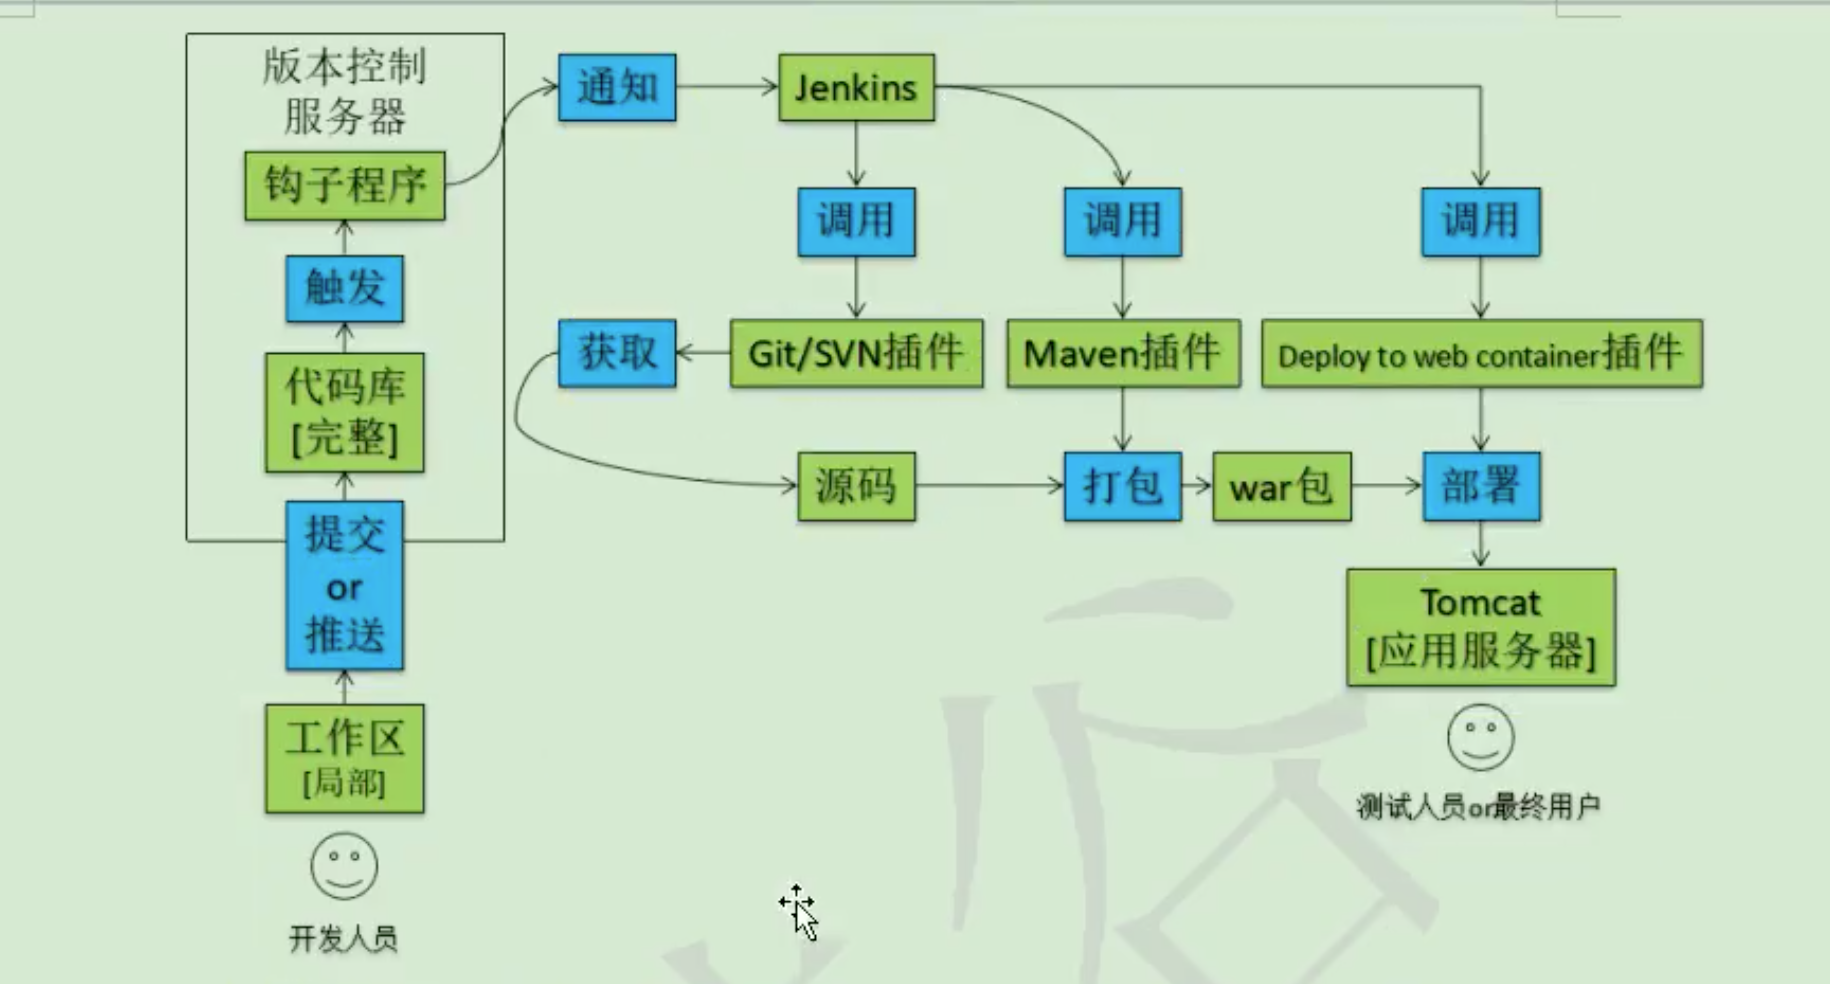 版本控制
服务器
钩子程序
触发
代码库
[完整]
提交
or
推送
工作区
[局部]
开发人员
通知
Jenkins
调用
调用
调用
获取
Git/SVN插件
Maven插件
Deploy to web container插件
源码
打包
war包
部署
Tomcat
[应用服务器]
测试人员or最终用户